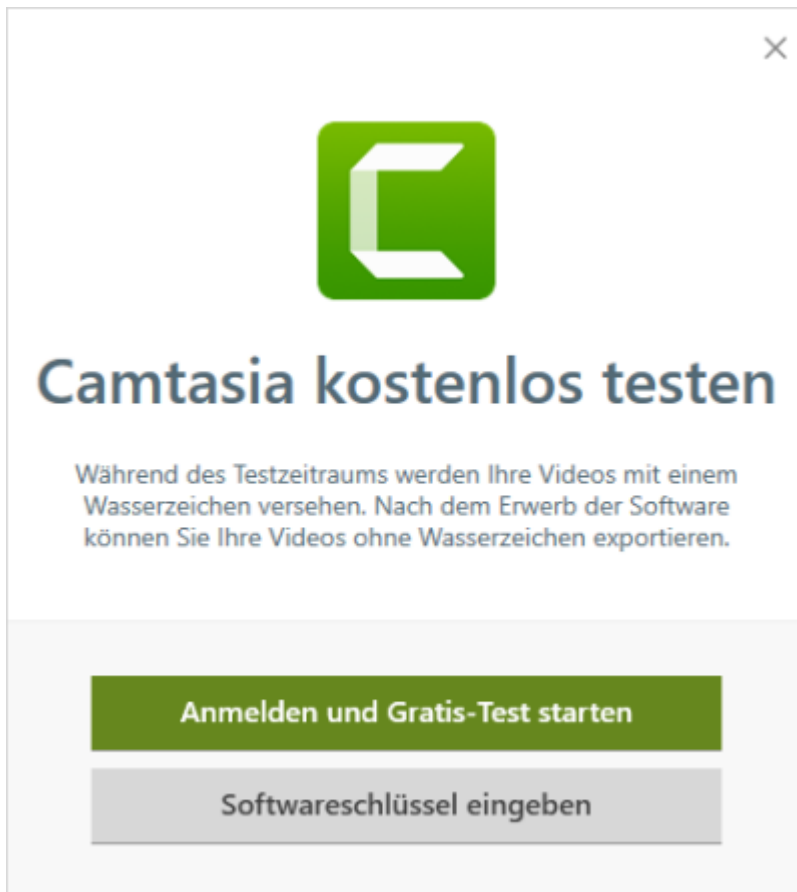 Camtasia kostenlos testen
Während des Testzeitraums werden Ihre Videos mit einem
Wasserzeichen versehen. Nach dem Erwerb der Software
können Sie Ihre Videos ohne Wasserzeichen exportieren.
Anmelden und Gratis-Test starten
Softwareschlüssel eingeben